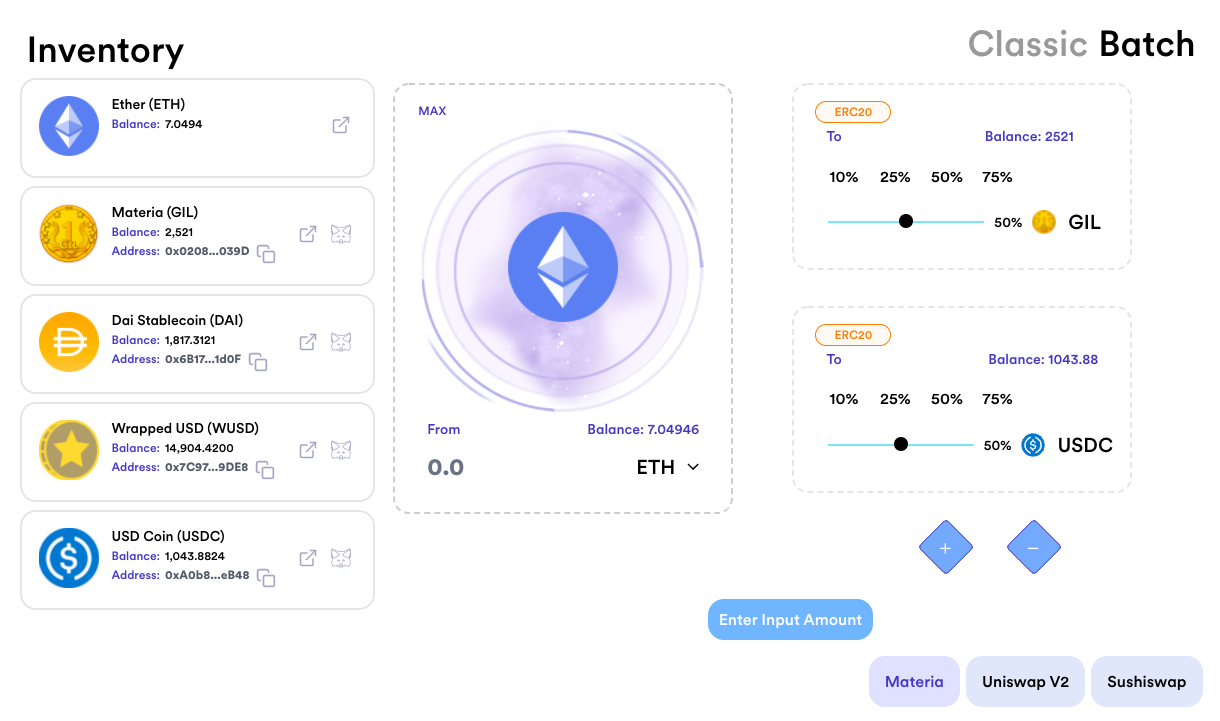 Inventory
Classic Batch
Ether (ETH)
Balance: 7.0494
Materia (GIL)
Balance: 2,521
Address: 0x0208...039D
Dai Stablecoin (DAI)
Balance: 1,817.3121
Address: 0x6B17...1d0F
Wrapped USD (WUSD)
Balance: 14,904.4200
Address: 0x7C97...9DE8
USD Coin (USDC)
Balance: 1,043.8824
Address: 0xA0b8...eB48
MAX
From Balance: 7.04946
0.0 ETH
ERC20
To Balance: 2521
10% 25% 50% 75%
50% GIL
ERC20
To Balance: 1043.88
10% 25% 50% 75%
50% USDC
+ −
Enter Input Amount
Materia Uniswap V2 Sushiswap